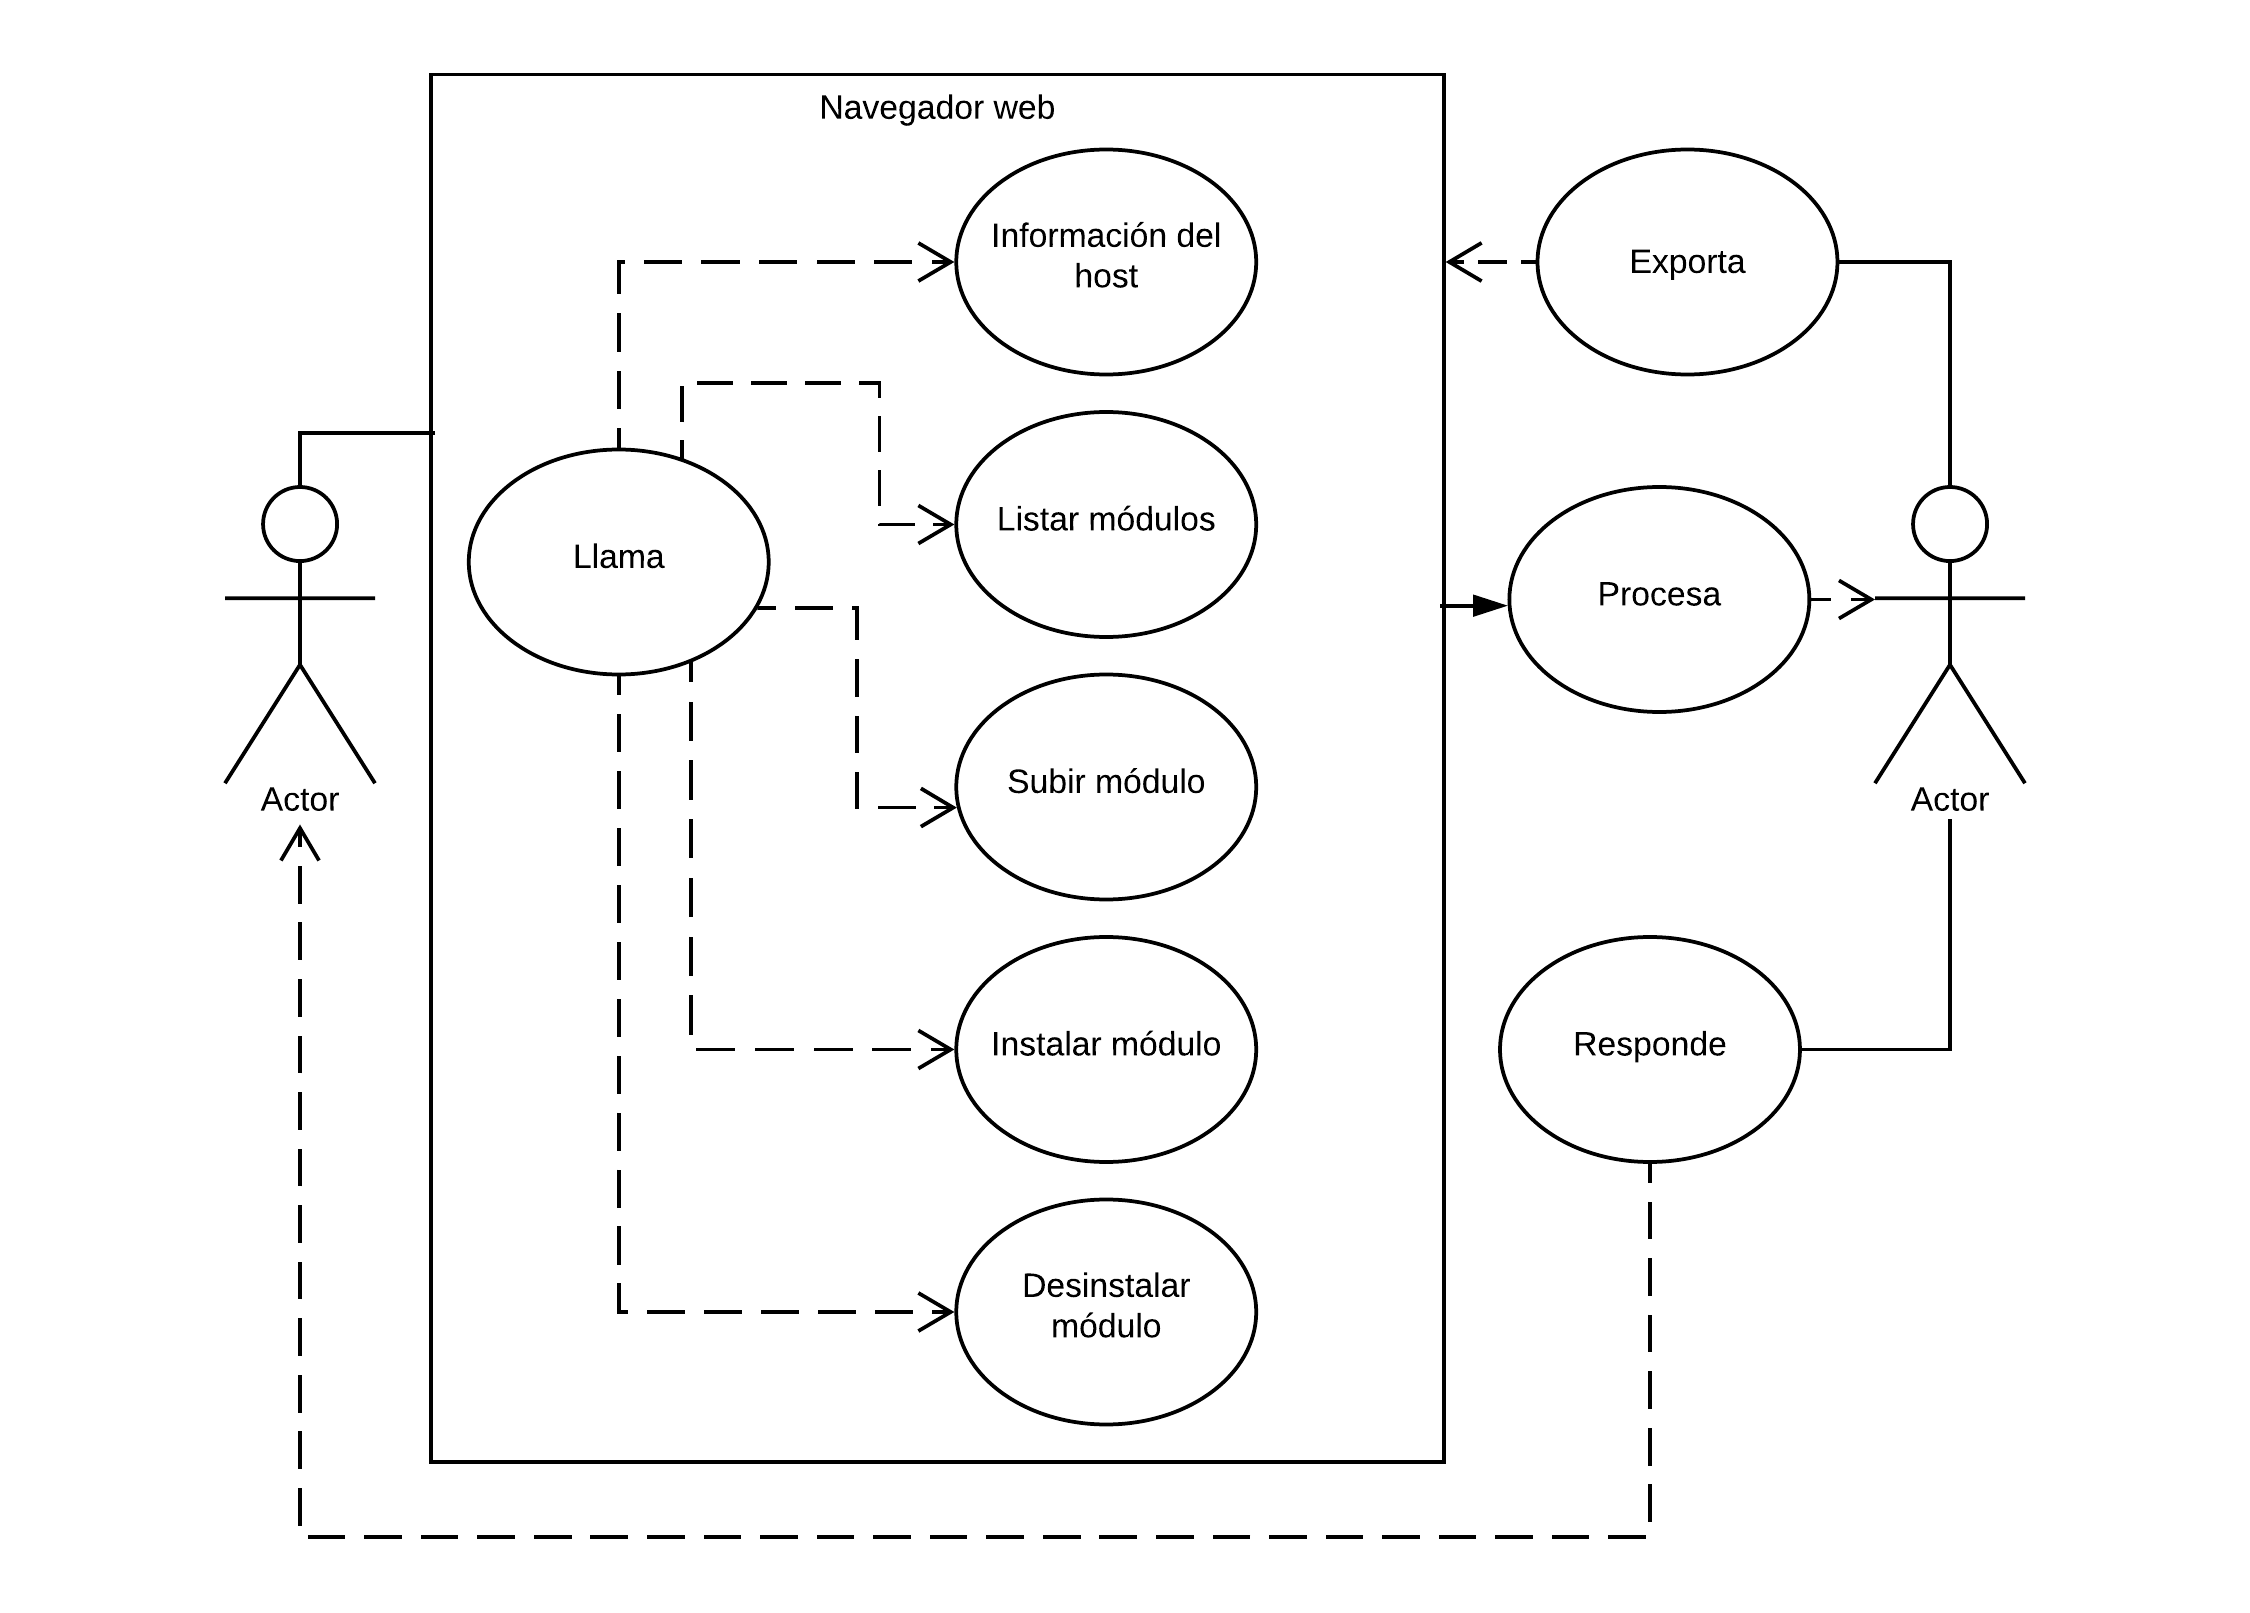 Navegador web
Información del
host
Exporta
Listar módulos
Llama
Procesa
Subir módulo
Actor
Actor
Instalar módulo
Responde
Desinstalar
módulo